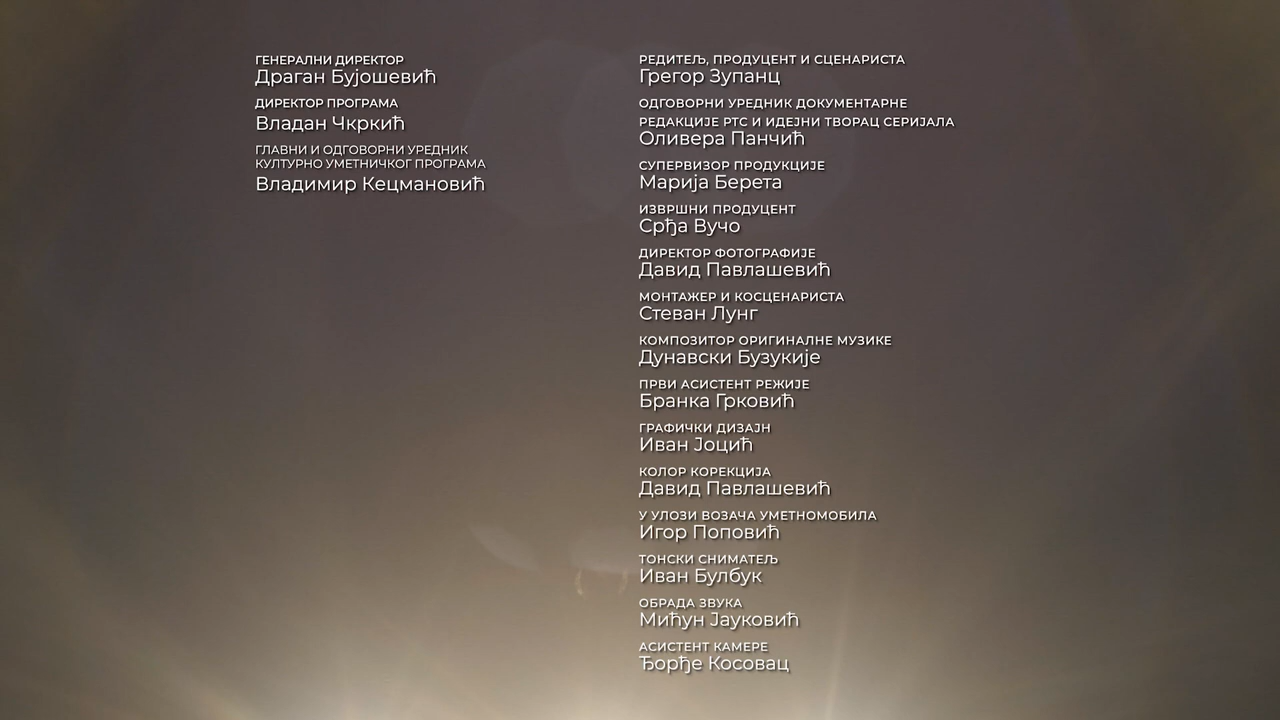 ГЕНЕРАЛНИ ДИРЕКТОР
Драган Бујошевић
ДИРЕКТОР ПРОГРАМА
Владан Чкркић
ГЛАВНИ И ОДГОВОРНИ УРЕДНИК
КУЛТУРНО УМЕТНИЧКОГ ПРОГРАМА
Владимир Кецмановић
РЕДИТЕЉ, ПРОДУЦЕНТ И СЦЕНАРИСТА
Грегор Зупанц
ОДГОВОРНИ УРЕДНИК ДОКУМЕНТАРНЕ
РЕДАКЦИЈЕ РТС И ИДЕЈНИ ТВОРАЦ СЕРИЈАЛА
Оливера Панчић
СУПЕРВИЗОР ПРОДУКЦИЈЕ
Марија Берета
ИЗВРШНИ ПРОДУЦЕНТ
Срђа Вучо
ДИРЕКТОР ФОТОГРАФИЈЕ
Давид Павлашевић
МОНТАЖЕР И КОСЦЕНАРИСТА
Стеван Лунг
КОМПОЗИТОР ОРИГИНАЛНЕ МУЗИКЕ
Дунавски Бузукије
ПРВИ АСИСТЕНТ РЕЖИЈЕ
Бранка Грковић
ГРАФИЧКИ ДИЗАЈН
Иван Јоцић
КОЛОР КОРЕКЦИЈА
Давид Павлашевић
У УЛОЗИ ВОЗАЧА УМЕТНОМОБИЛА
Игор Поповић
ТОНСКИ СНИМАТЕЉ
Иван Булбук
ОБРАДА ЗВУКА
Мићун Јауковић
АСИСТЕНТ КАМЕРЕ
Ђорђе Косовац